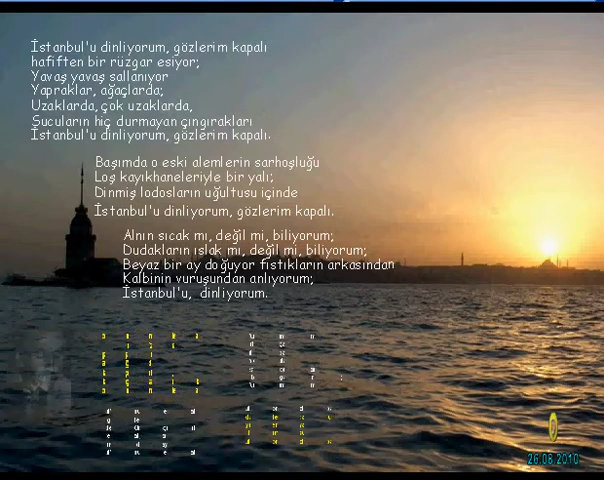 İstanbul'u dinliyorum, gözlerim kapalı
hafiften bir rüzgar esiyor;
Yavaş yavaş sallanıyor
Yapraklar, ağaçlarda;
Uzaklarda, çok uzaklarda,
Sucuların hiç durmayan çıngırakları
İstanbul'u dinliyorum, gözlerim kapalı.
Başımda o eski alemlerin sarhoşluğu
Loş kayıkhaneleriyle bir yalı;
Dinmiş lodosların uğultusu içinde
İstanbul'u dinliyorum, gözlerim kapalı.
Alnın sıcak mı, değil mi, biliyorum;
Dudakların ıslak mı, değil mi, biliyorum;
Beyaz bir ay doğuyor fıstıkların arkasından
Kalbinin vuruşundan anlıyorum;
İstanbul'u, dinliyorum.
26.06.2010